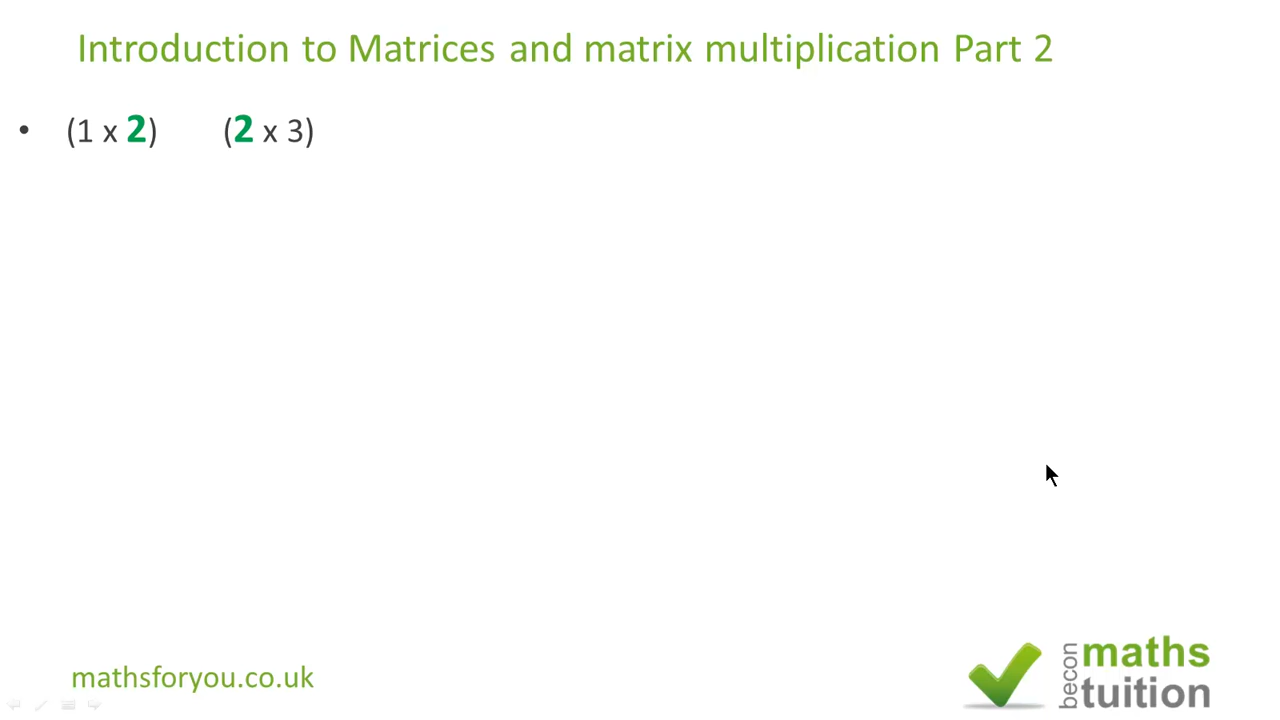 Introduction to Matrices and matrix multiplication Part 2
• (1 x 2) (2 x 3)
mathsforyou.co.uk
becon
maths
tuition